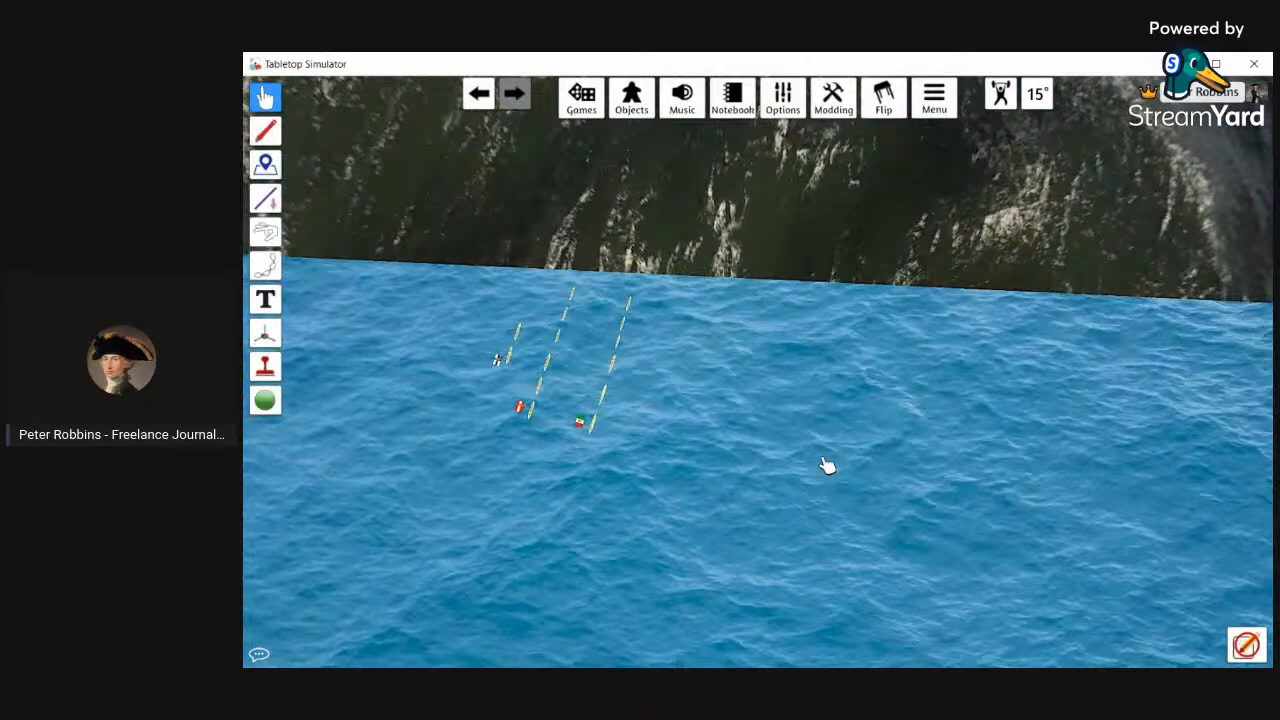 Powered by
StreamYard
Tabletop Simulator
Games
Objects
Music
Notebook
Options
Modding
Flip
Menu
15°
Robbins
S
T
Peter Robbins - Freelance Journal...